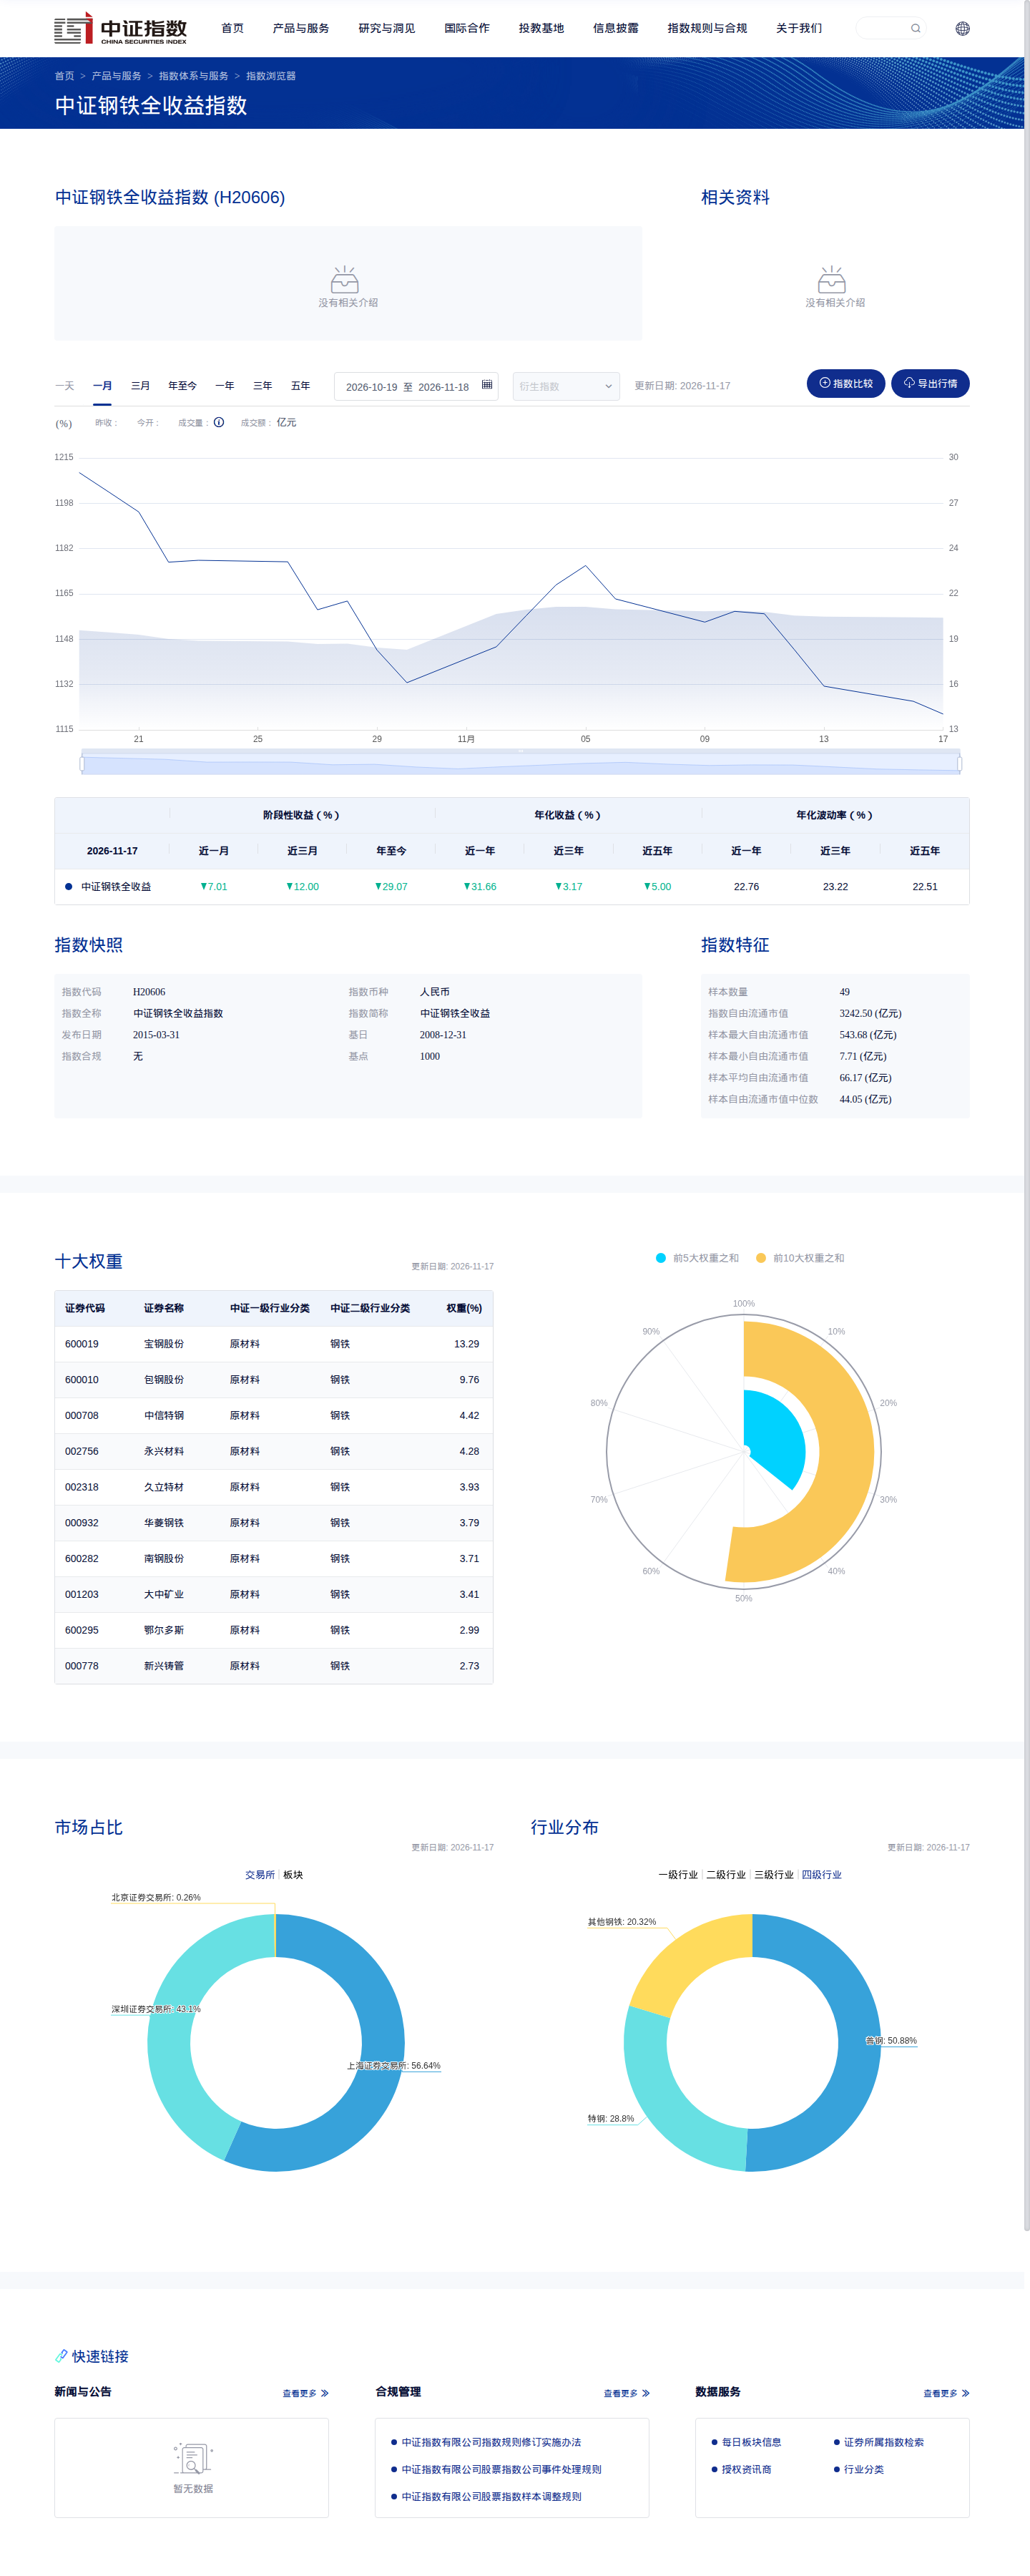 中证指数 首页 产品与服务 研究与洞见 国际合作 投教基地 信息披露 指数规则与合规 关于我们
CHINA SECURITIES INDEX
首页 > 产品与服务 > 指数体系与服务 > 指数浏览器
中证钢铁全收益指数
中证钢铁全收益指数 (H20606)
相关资料
没有相关介绍
没有相关介绍
一天 一月 三月 年至今 一年 三年 五年 2026-10-19 至 2026-11-18 衍生指数 更新日期: 2026-11-17 指数比较 导出行情
(%) 昨收 : 今开 : 成交量 : 成交额 : 亿元
1215 30
1198 27
1182 24
1165 22
1148 19
1132 16
1115 13
21 25 29 11月 05 09 13 17
阶段性收益 ( % ) 年化收益 ( % ) 年化波动率 ( % )
2026-11-17 近一月 近三月 年至今 近一年 近三年 近五年 近一年 近三年 近五年
中证钢铁全收益 ▼7.01 ▼12.00 ▼29.07 ▼31.66 ▼3.17 ▼5.00 22.76 23.22 22.51
指数快照
指数代码 H20606 指数币种 人民币
指数全称 中证钢铁全收益指数 指数简称 中证钢铁全收益
发布日期 2015-03-31 基日 2008-12-31
指数合规 无 基点 1000
指数特征
样本数量 49
指数自由流通市值 3242.50 (亿元)
样本最大自由流通市值 543.68 (亿元)
样本最小自由流通市值 7.71 (亿元)
样本平均自由流通市值 66.17 (亿元)
样本自由流通市值中位数 44.05 (亿元)
十大权重
更新日期: 2026-11-17
证券代码 证券名称 中证一级行业分类 中证二级行业分类 权重(%)
600019 宝钢股份 原材料 钢铁 13.29
600010 包钢股份 原材料 钢铁 9.76
000708 中信特钢 原材料 钢铁 4.42
002756 永兴材料 原材料 钢铁 4.28
002318 久立特材 原材料 钢铁 3.93
000932 华菱钢铁 原材料 钢铁 3.79
600282 南钢股份 原材料 钢铁 3.71
001203 大中矿业 原材料 钢铁 3.41
600295 鄂尔多斯 原材料 钢铁 2.99
000778 新兴铸管 原材料 钢铁 2.73
前5大权重之和 前10大权重之和
100%
90% 10%
80% 20%
70% 30%
60% 40%
50%
市场占比
更新日期: 2026-11-17
交易所 板块
北京证券交易所: 0.26%
深圳证券交易所: 43.1%
上海证券交易所: 56.64%
行业分布
更新日期: 2026-11-17
一级行业 二级行业 三级行业 四级行业
其他钢铁: 20.32%
普钢: 50.88%
特钢: 28.8%
快速链接
新闻与公告 查看更多
暂无数据
合规管理 查看更多
中证指数有限公司指数规则修订实施办法
中证指数有限公司股票指数公司事件处理规则
中证指数有限公司股票指数样本调整规则
数据服务 查看更多
每日板块信息 证券所属指数检索
授权资讯商 行业分类